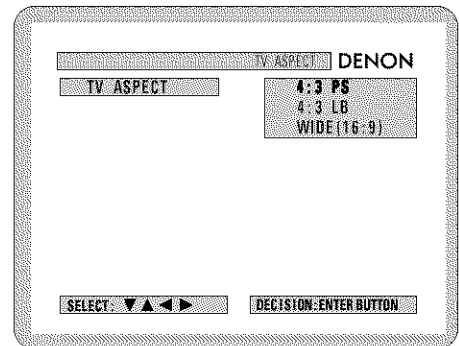 TV ASPECT DENON
TV ASPECT 4:3 PS
4:3 LB
WIDE(16:9)
SELECT: ▼▲◀▶ DECISION:ENTER BUTTON